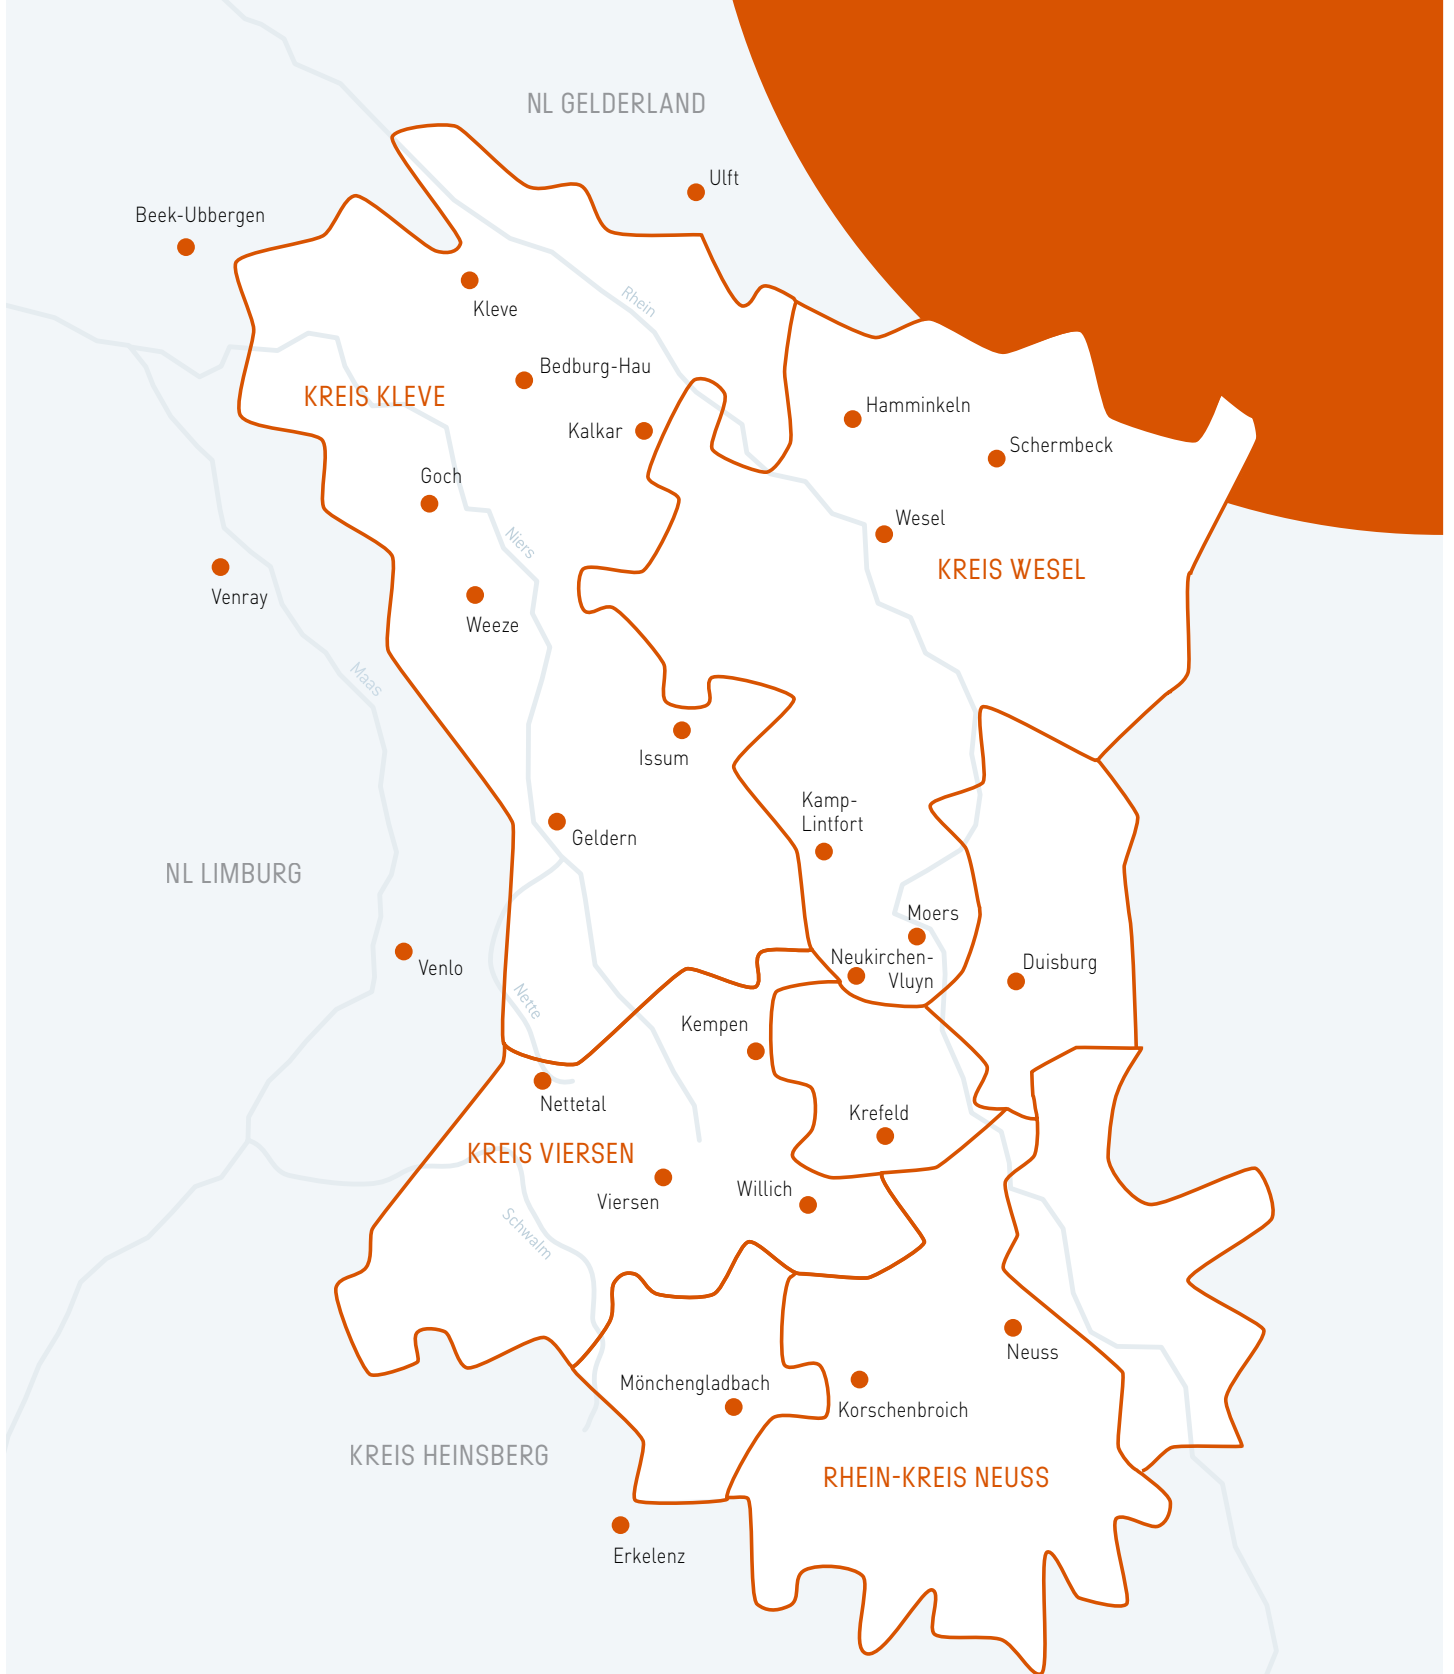 NL GELDERLAND
Ulft
Beek-Ubbergen
Kleve
Rhein
Bedburg-Hau
KREIS KLEVE
Hamminkeln
Kalkar
Schermbeck
Goch
Wesel
Niers
KREIS WESEL
Venray
Weeze
Maas
Issum
Kamp-
Lintfort
Geldern
NL LIMBURG
Moers
Neukirchen-
Vluyn
Duisburg
Venlo
Nette
Kempen
Nettetal
Krefeld
KREIS VIERSEN
Willich
Viersen
Schwalm
Neuss
Mönchengladbach
Korschenbroich
KREIS HEINSBERG
RHEIN-KREIS NEUSS
Erkelenz